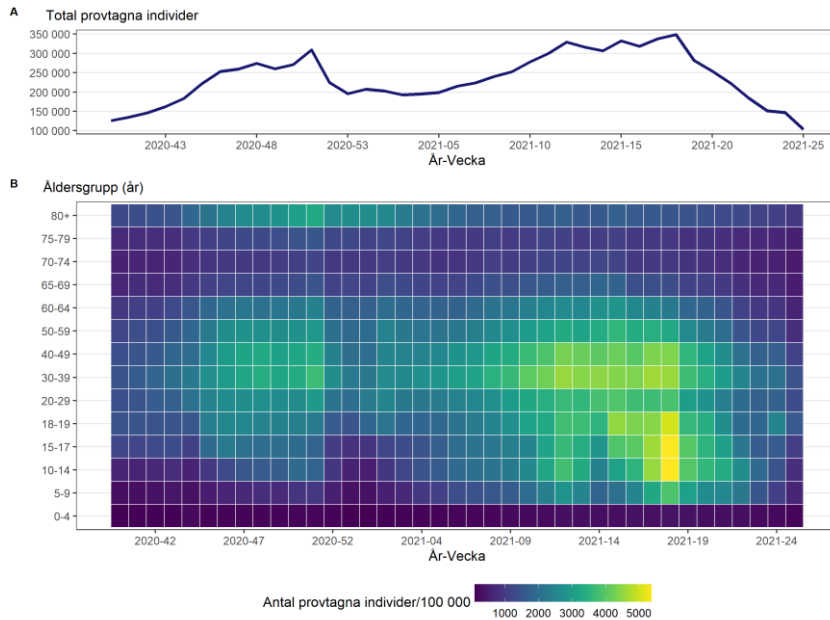 A
Total provtagna individer
350 000
300 000
250 000
200 000
150 000
100 000
2020-43 2020-48 2020-53 2021-05 2021-10 2021-15 2021-20 2021-25
År-Vecka
B
Åldersgrupp (år)
80+
75-79
70-74
65-69
60-64
50-59
40-49
30-39
20-29
18-19
15-17
10-14
5-9
0-4
2020-42 2020-47 2020-52 2021-04 2021-09 2021-14 2021-19 2021-24
År-Vecka
Antal provtagna individer/100 000
1000 2000 3000 4000 5000